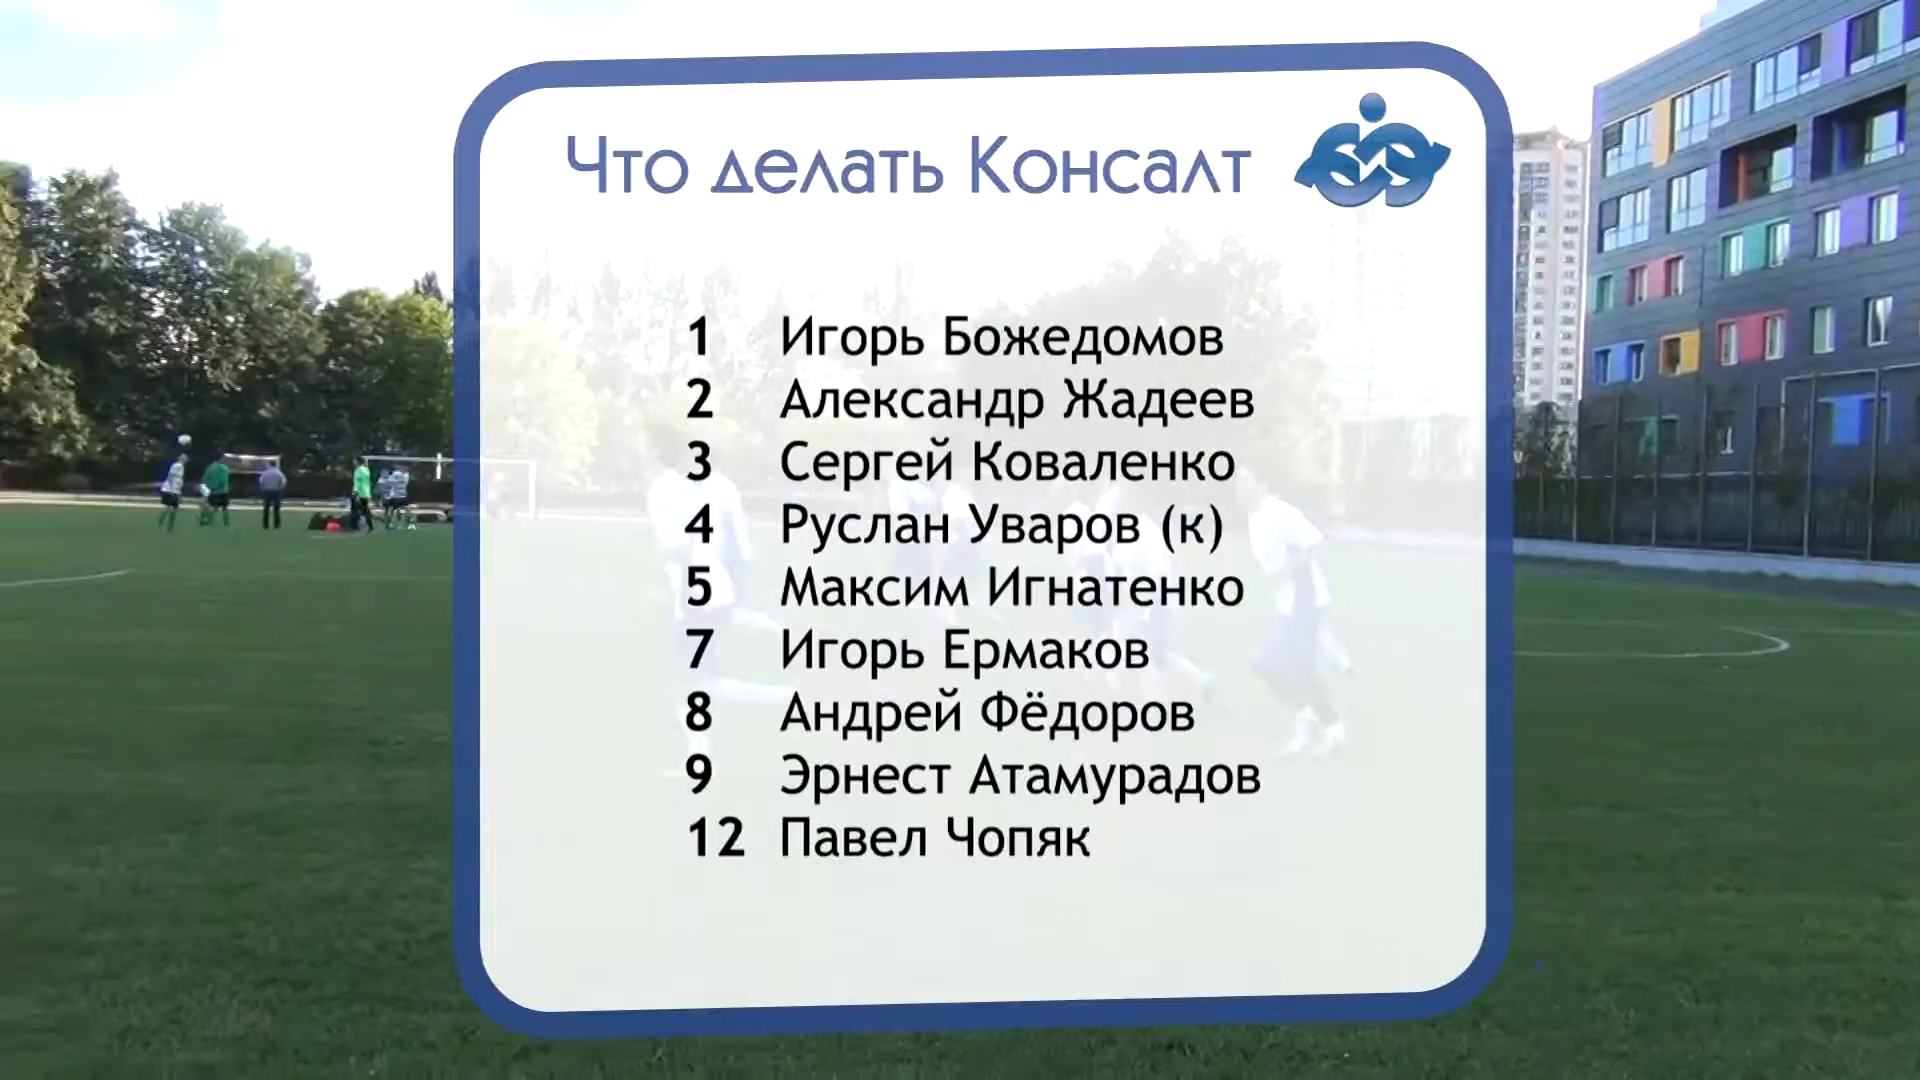 Что делать Консалт
1 Игорь Божедомов
2 Александр Жадеев
3 Сергей Коваленко
4 Руслан Уваров (к)
5 Максим Игнатенко
7 Игорь Ермаков
8 Андрей Фёдоров
9 Эрнест Атамурадов
12 Павел Чопяк